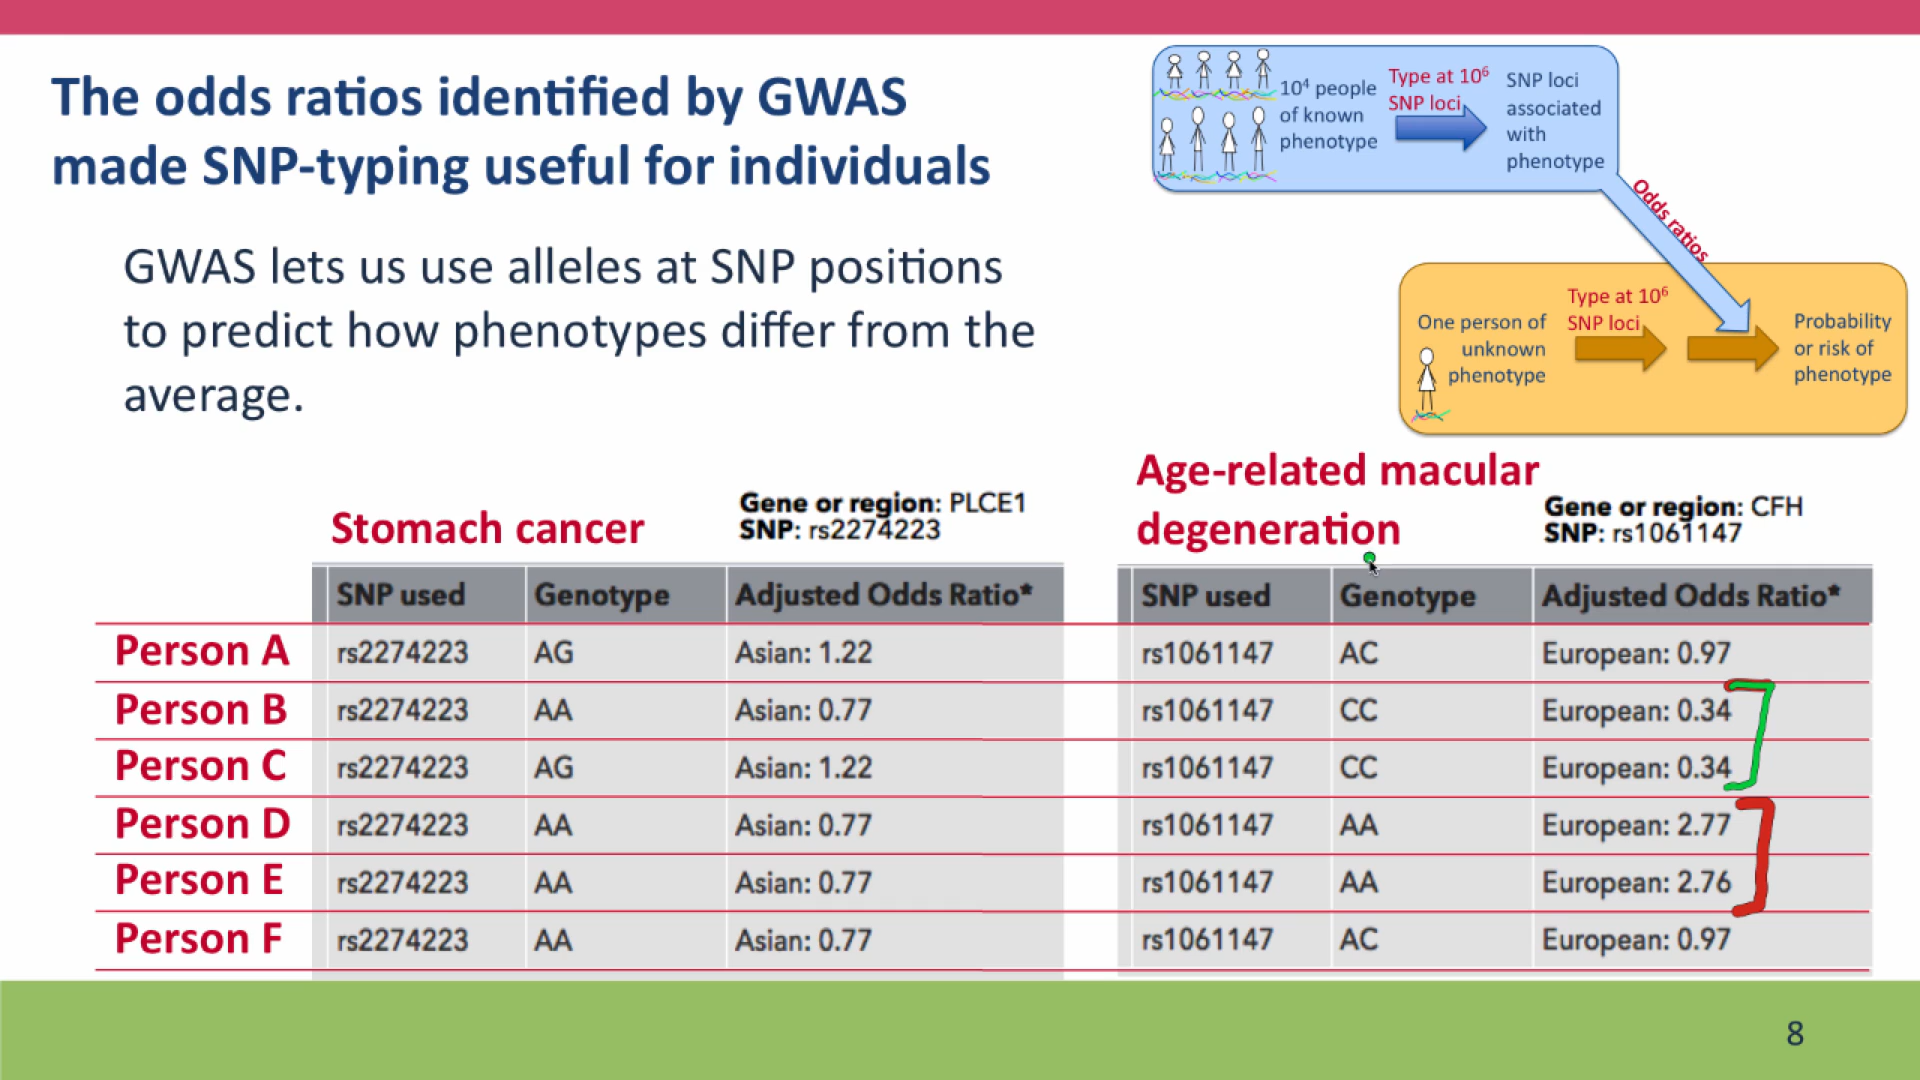 The odds ratios identified by GWAS
made SNP-typing useful for individuals
GWAS lets us use alleles at SNP positions
to predict how phenotypes differ from the
average.
10⁴ people
of known
phenotype
Type at 10⁶
SNP loci
SNP loci
associated
with
phenotype
Odds ratios
One person of
unknown
phenotype
Type at 10⁶
SNP loci
Probability
or risk of
phenotype
Stomach cancer
Gene or region: PLCE1
SNP: rs2274223
Age-related macular
degeneration
Gene or region: CFH
SNP: rs1061147
SNP used Genotype Adjusted Odds Ratio* SNP used Genotype Adjusted Odds Ratio*
Person A rs2274223 AG Asian: 1.22 rs1061147 AC European: 0.97
Person B rs2274223 AA Asian: 0.77 rs1061147 CC European: 0.34
Person C rs2274223 AG Asian: 1.22 rs1061147 CC European: 0.34
Person D rs2274223 AA Asian: 0.77 rs1061147 AA European: 2.77
Person E rs2274223 AA Asian: 0.77 rs1061147 AA European: 2.76
Person F rs2274223 AA Asian: 0.77 rs1061147 AC European: 0.97
8